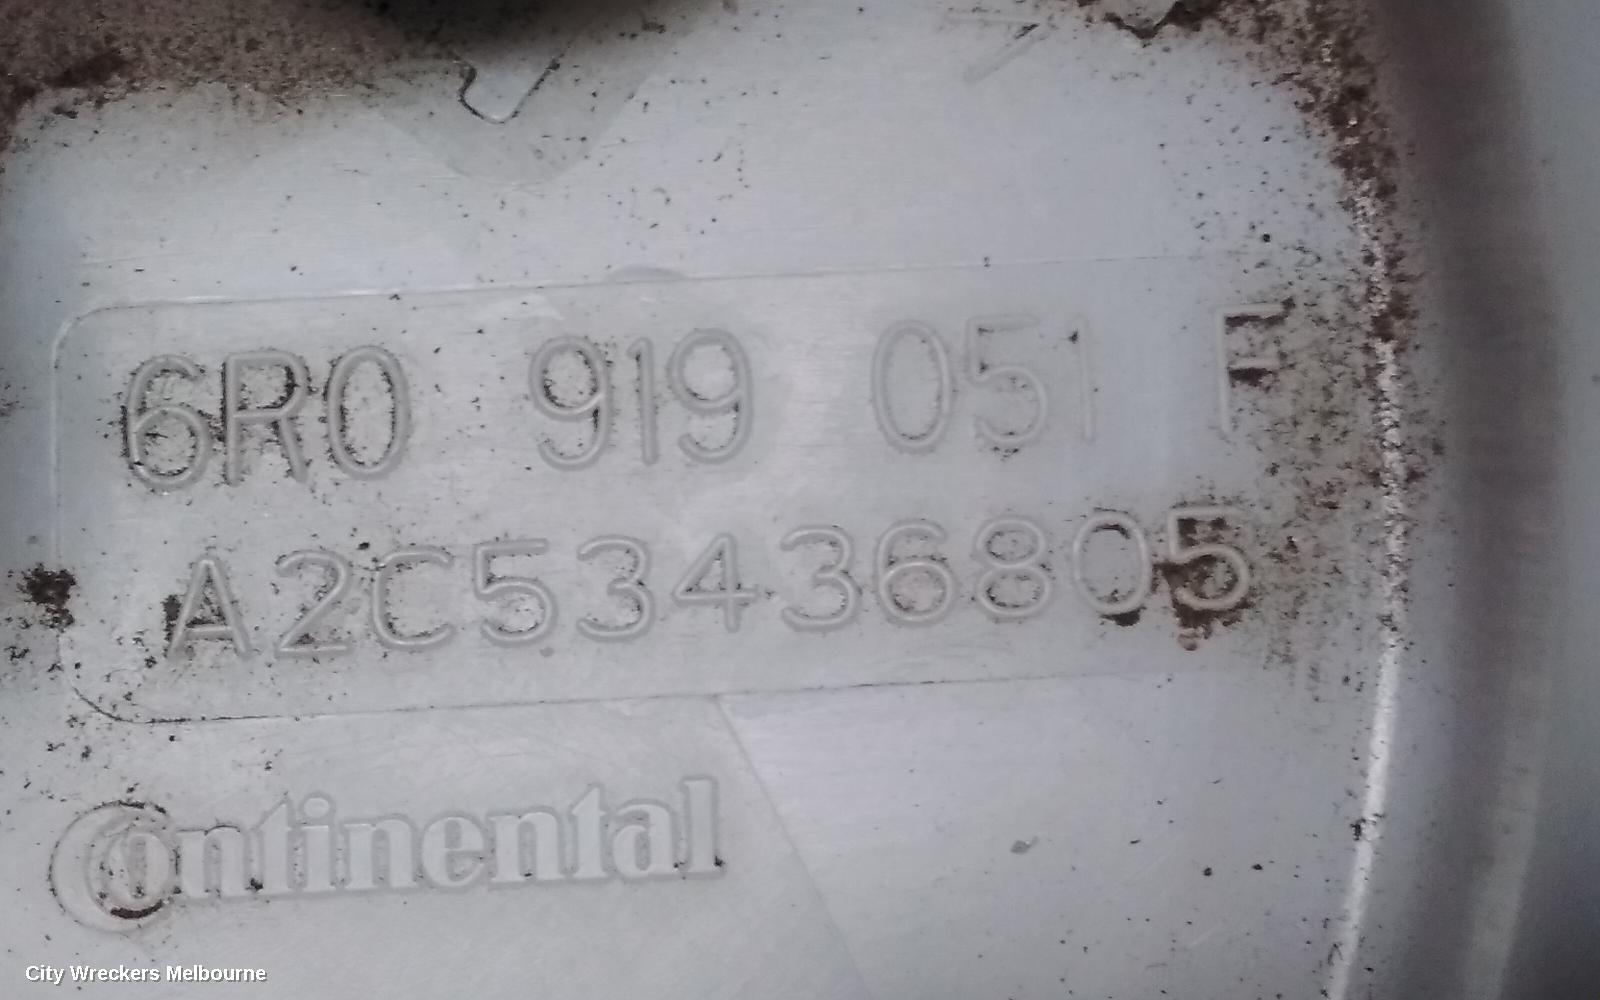 6R0 919 051 F
A2C53436805
Continental
City Wreckers Melbourne